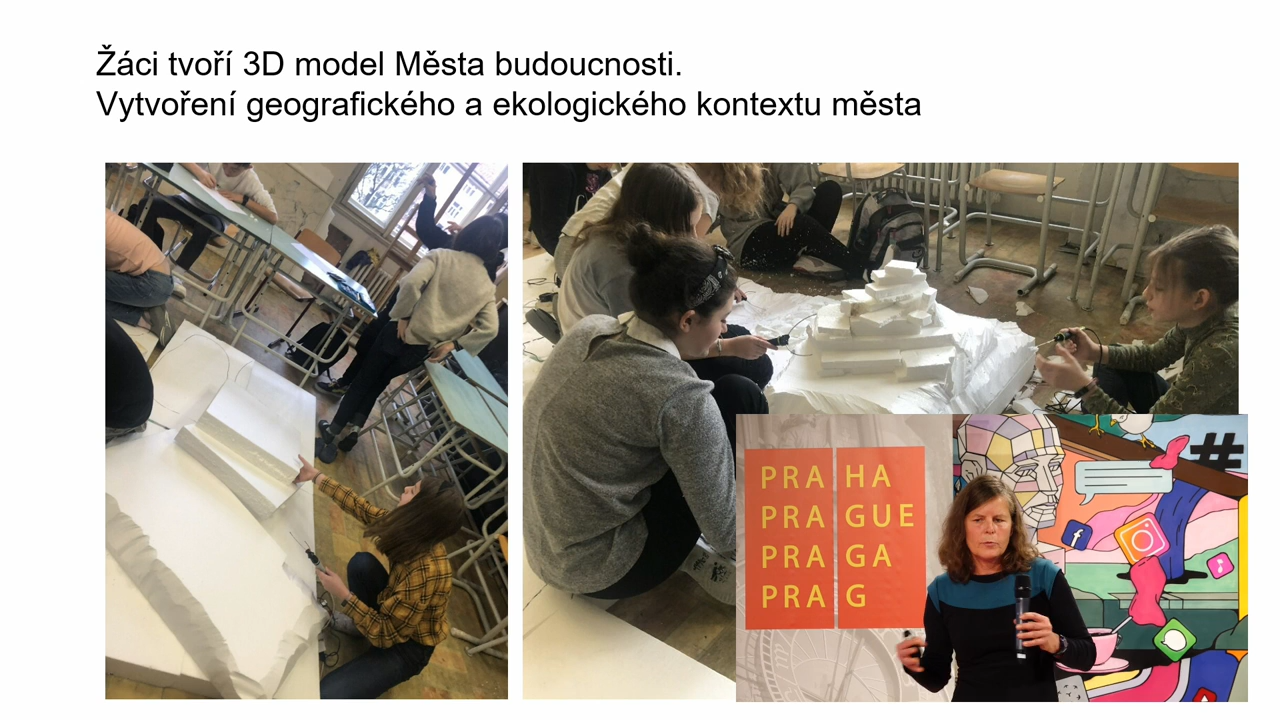 Žáci tvoří 3D model Města budoucnosti.
Vytvoření geografického a ekologického kontextu města
PRA HA
PRA GUE
PRA GA
PRA G
#
f